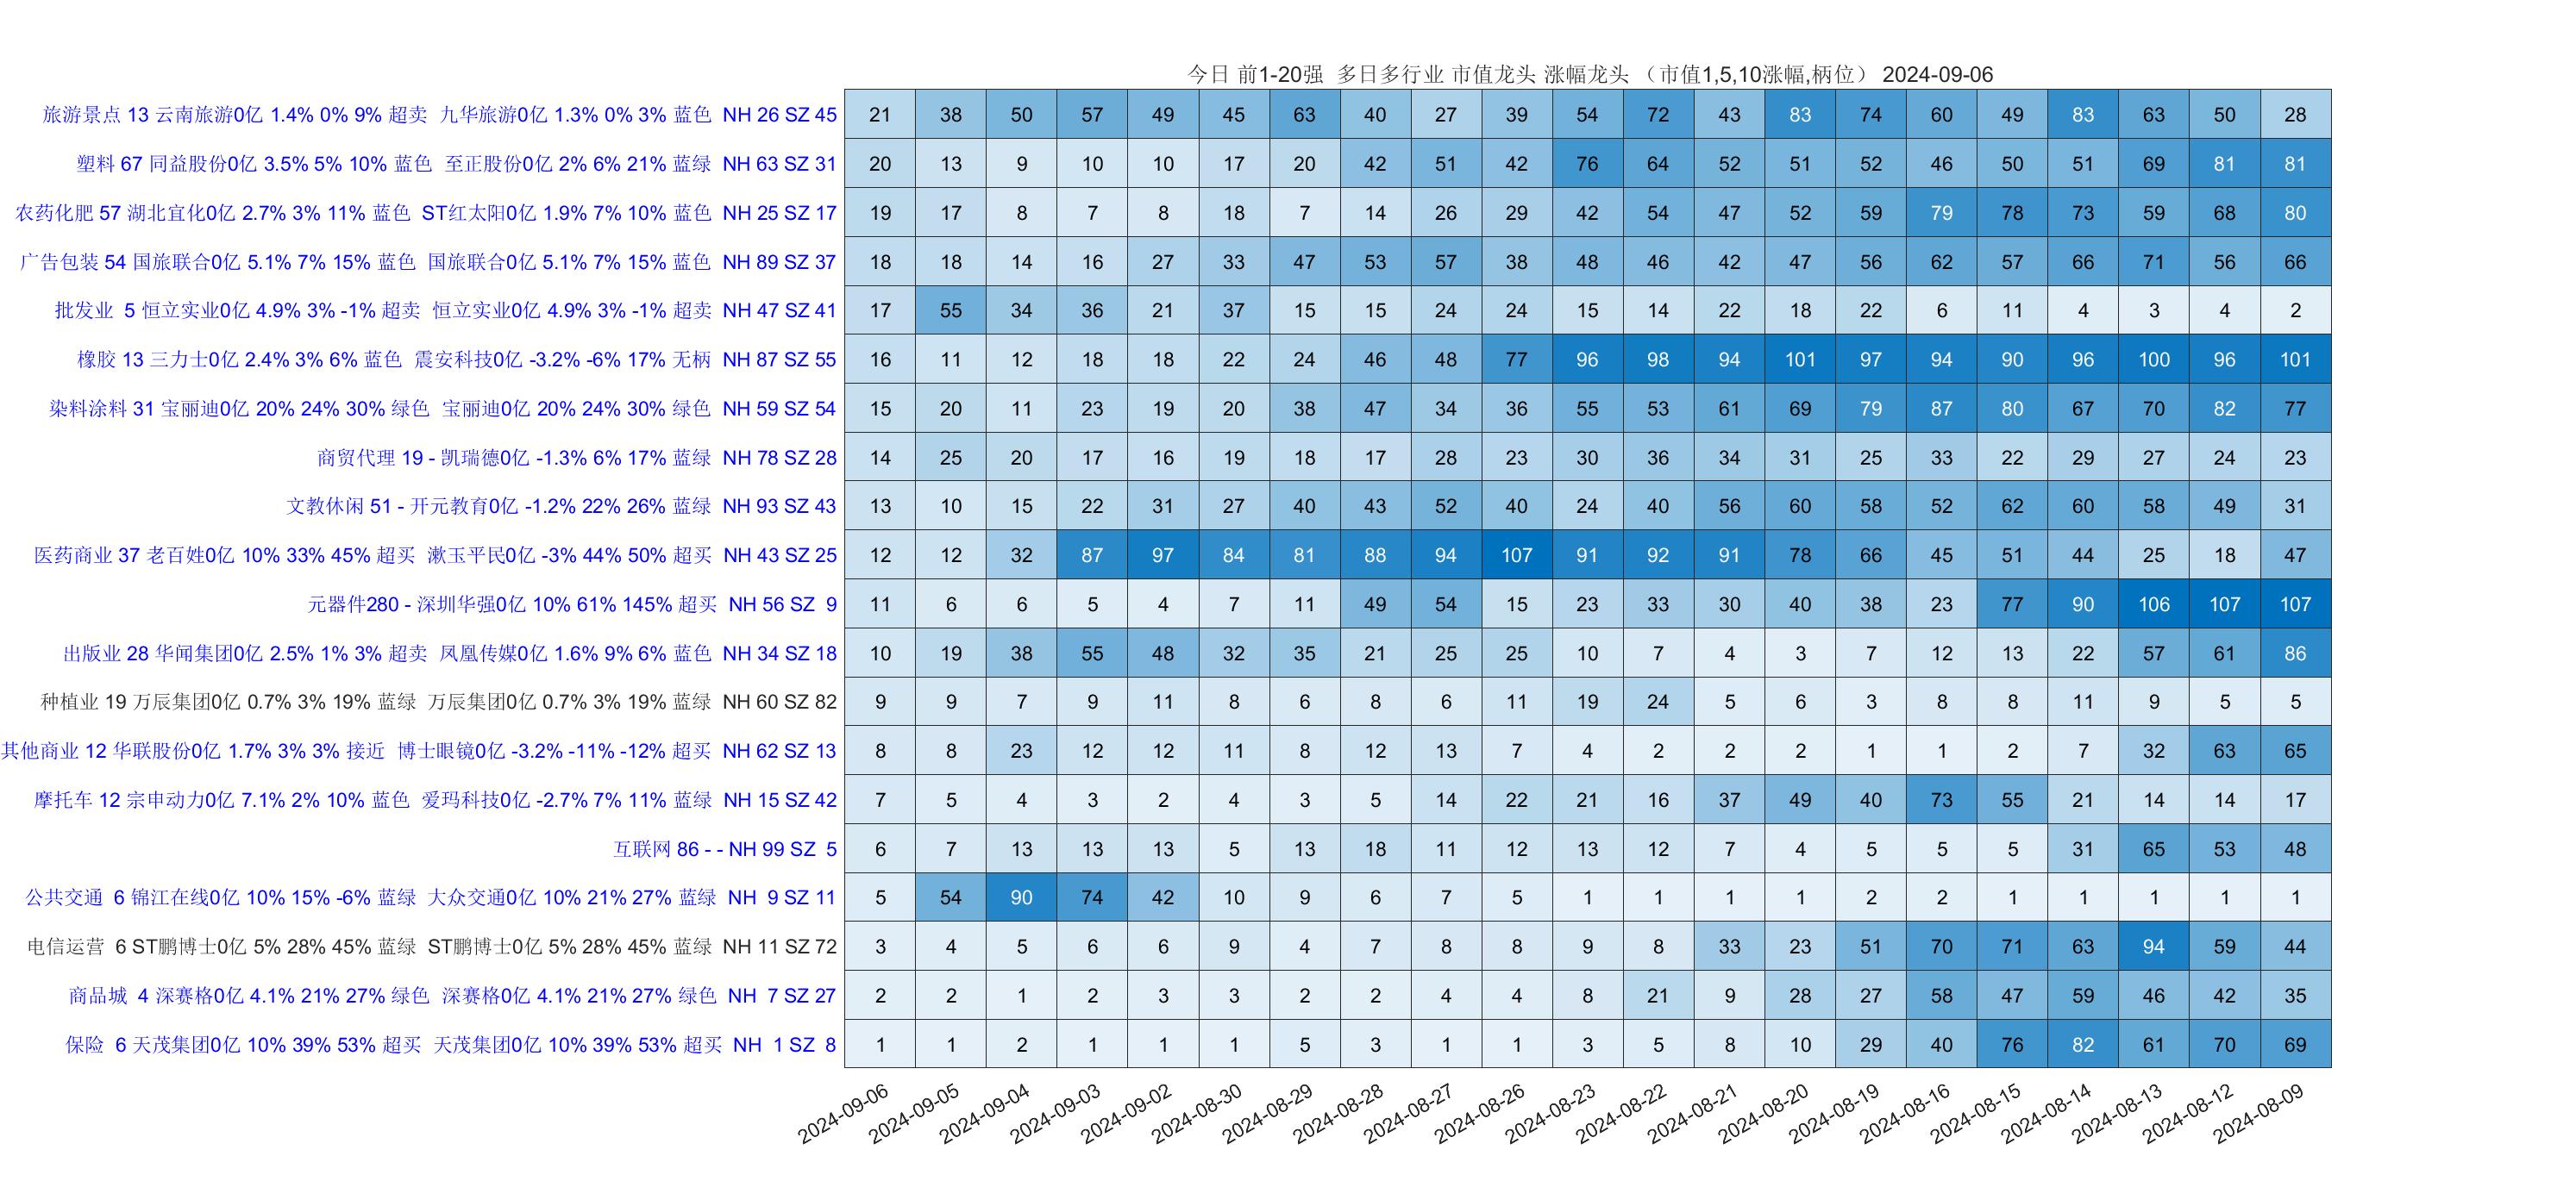 今日 前1-20强 多日多行业 市值龙头 涨幅龙头 （市值1,5,10涨幅,柄位） 2024-09-06
旅游景点 13 云南旅游0亿 1.4% 0% 9% 超卖 九华旅游0亿 1.3% 0% 3% 蓝色 NH 26 SZ 45 21 38 50 57 49 45 63 40 27 39 54 72 43 83 74 60 49 83 63 50 28
塑料 67 同益股份0亿 3.5% 5% 10% 蓝色 至正股份0亿 2% 6% 21% 蓝绿 NH 63 SZ 31 20 13 9 10 10 17 20 42 51 42 76 64 52 51 52 46 50 51 69 81 81
农药化肥 57 湖北宜化0亿 2.7% 3% 11% 蓝色 ST红太阳0亿 1.9% 7% 10% 蓝色 NH 25 SZ 17 19 17 8 7 8 18 7 14 26 29 42 54 47 52 59 79 78 73 59 68 80
广告包装 54 国旅联合0亿 5.1% 7% 15% 蓝色 国旅联合0亿 5.1% 7% 15% 蓝色 NH 89 SZ 37 18 18 14 16 27 33 47 53 57 38 48 46 42 47 56 62 57 66 71 56 66
批发业 5 恒立实业0亿 4.9% 3% -1% 超卖 恒立实业0亿 4.9% 3% -1% 超卖 NH 47 SZ 41 17 55 34 36 21 37 15 15 24 24 15 14 22 18 22 6 11 4 3 4 2
橡胶 13 三力士0亿 2.4% 3% 6% 蓝色 震安科技0亿 -3.2% -6% 17% 无柄 NH 87 SZ 55 16 11 12 18 18 22 24 46 48 77 96 98 94 101 97 94 90 96 100 96 101
染料涂料 31 宝丽迪0亿 20% 24% 30% 绿色 宝丽迪0亿 20% 24% 30% 绿色 NH 59 SZ 54 15 20 11 23 19 20 38 47 34 36 55 53 61 69 79 87 80 67 70 82 77
商贸代理 19 - 凯瑞德0亿 -1.3% 6% 17% 蓝绿 NH 78 SZ 28 14 25 20 17 16 19 18 17 28 23 30 36 34 31 25 33 22 29 27 24 23
文教休闲 51 - 开元教育0亿 -1.2% 22% 26% 蓝绿 NH 93 SZ 43 13 10 15 22 31 27 40 43 52 40 24 40 56 60 58 52 62 60 58 49 31
医药商业 37 老百姓0亿 10% 33% 45% 超买 漱玉平民0亿 -3% 44% 50% 超买 NH 43 SZ 25 12 12 32 87 97 84 81 88 94 107 91 92 91 78 66 45 51 44 25 18 47
元器件280 - 深圳华强0亿 10% 61% 145% 超买 NH 56 SZ 9 11 6 6 5 4 7 11 49 54 15 23 33 30 40 38 23 77 90 106 107 107
出版业 28 华闻集团0亿 2.5% 1% 3% 超卖 凤凰传媒0亿 1.6% 9% 6% 蓝色 NH 34 SZ 18 10 19 38 55 48 32 35 21 25 25 10 7 4 3 7 12 13 22 57 61 86
种植业 19 万辰集团0亿 0.7% 3% 19% 蓝绿 万辰集团0亿 0.7% 3% 19% 蓝绿 NH 60 SZ 82 9 9 7 9 11 8 6 8 6 11 19 24 5 6 3 8 8 11 9 5 5
其他商业 12 华联股份0亿 1.7% 3% 3% 接近 博士眼镜0亿 -3.2% -11% -12% 超买 NH 62 SZ 13 8 8 23 12 12 11 8 12 13 7 4 2 2 2 1 1 2 7 32 63 65
摩托车 12 宗申动力0亿 7.1% 2% 10% 蓝色 爱玛科技0亿 -2.7% 7% 11% 蓝绿 NH 15 SZ 42 7 5 4 3 2 4 3 5 14 22 21 16 37 49 40 73 55 21 14 14 17
互联网 86 - - NH 99 SZ 5 6 7 13 13 13 5 13 18 11 12 13 12 7 4 5 5 5 31 65 53 48
公共交通 6 锦江在线0亿 10% 15% -6% 蓝绿 大众交通0亿 10% 21% 27% 蓝绿 NH 9 SZ 11 5 54 90 74 42 10 9 6 7 5 1 1 1 1 2 2 1 1 1 1 1
电信运营 6 ST鹏博士0亿 5% 28% 45% 蓝绿 ST鹏博士0亿 5% 28% 45% 蓝绿 NH 11 SZ 72 3 4 5 6 6 9 4 7 8 8 9 8 33 23 51 70 71 63 94 59 44
商品城 4 深赛格0亿 4.1% 21% 27% 绿色 深赛格0亿 4.1% 21% 27% 绿色 NH 7 SZ 27 2 2 1 2 3 3 2 2 4 4 8 21 9 28 27 58 47 59 46 42 35
保险 6 天茂集团0亿 10% 39% 53% 超买 天茂集团0亿 10% 39% 53% 超买 NH 1 SZ 8 1 1 2 1 1 1 5 3 1 1 3 5 8 10 29 40 76 82 61 70 69
2024-09-06 2024-09-05 2024-09-04 2024-09-03 2024-09-02 2024-08-30 2024-08-29 2024-08-28 2024-08-27 2024-08-26 2024-08-23 2024-08-22 2024-08-21 2024-08-20 2024-08-19 2024-08-16 2024-08-15 2024-08-14 2024-08-13 2024-08-12 2024-08-09